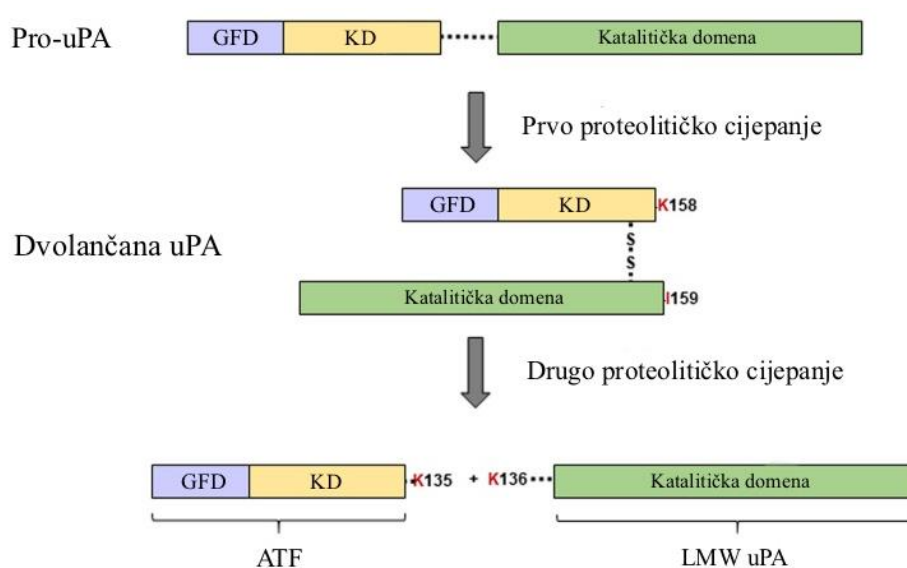 Pro-uPA
GFD KD Katalitička domena
Prvo proteolitičko cijepanje
GFD KD K158
S
S
Dvolančana uPA
Katalitička domena I159
Drugo proteolitičko cijepanje
GFD KD K135 + K136 Katalitička domena
ATF LMW uPA